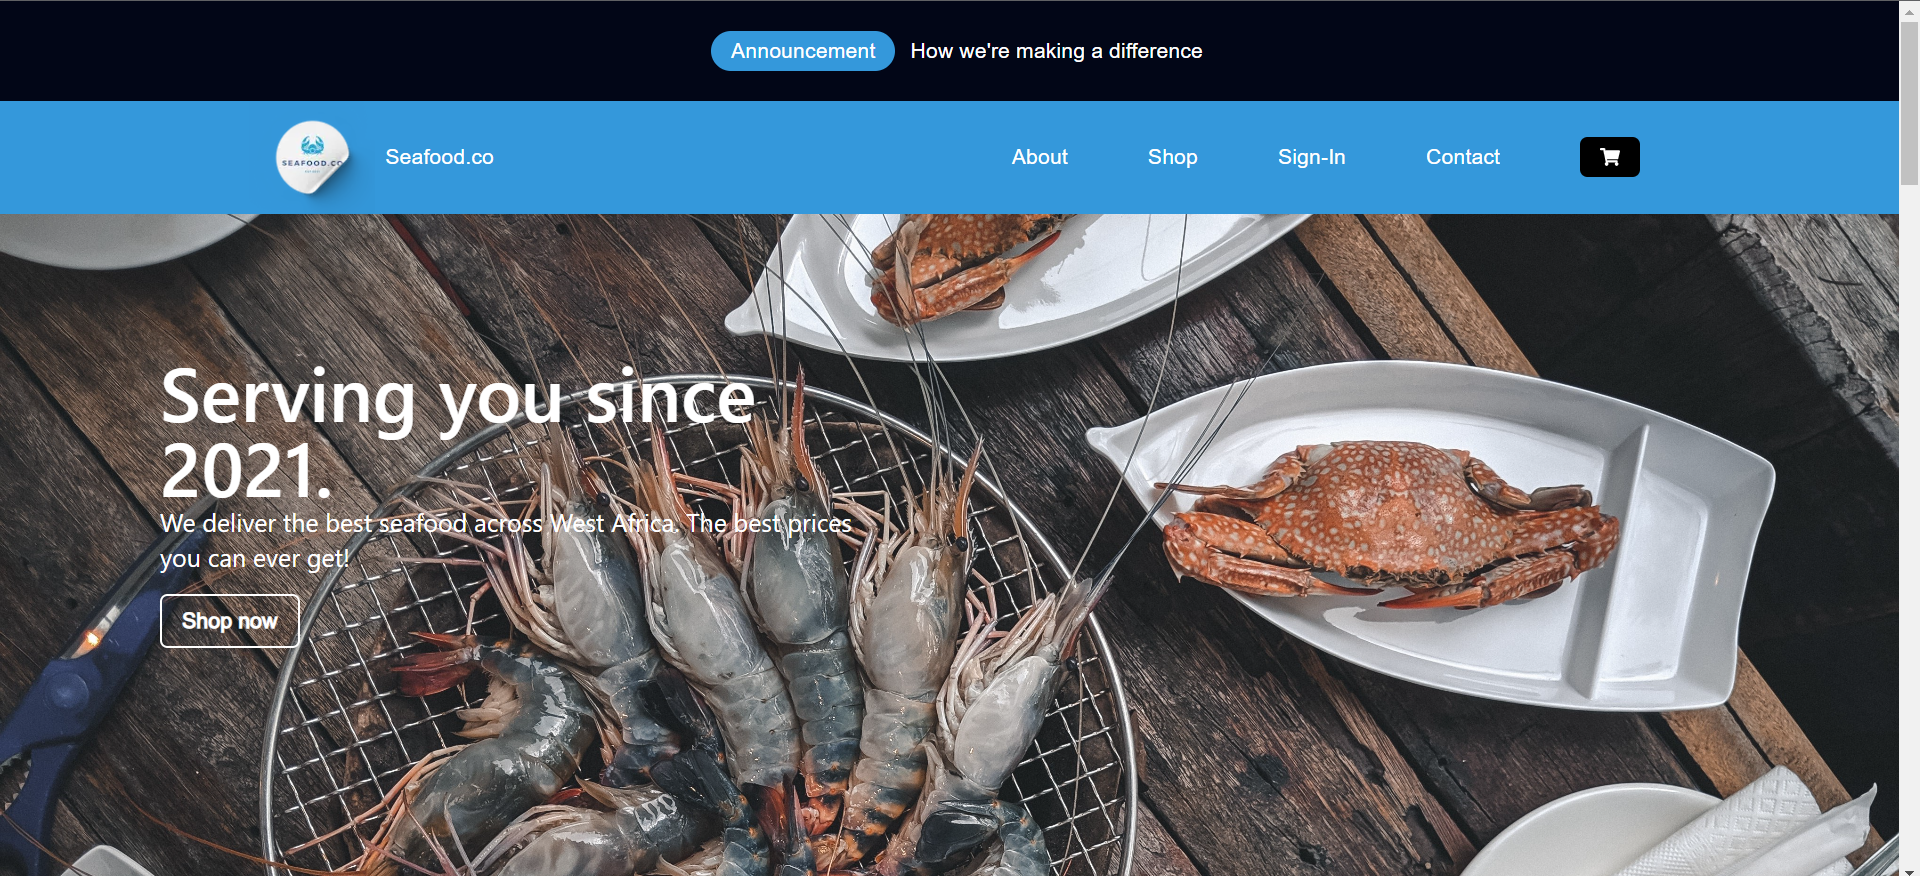 Announcement How we're making a difference
SEAFOOD.CO
Seafood.co About Shop Sign-In Contact
Serving you since
2021.
We deliver the best seafood across West Africa. The best prices
you can ever get!
Shop now